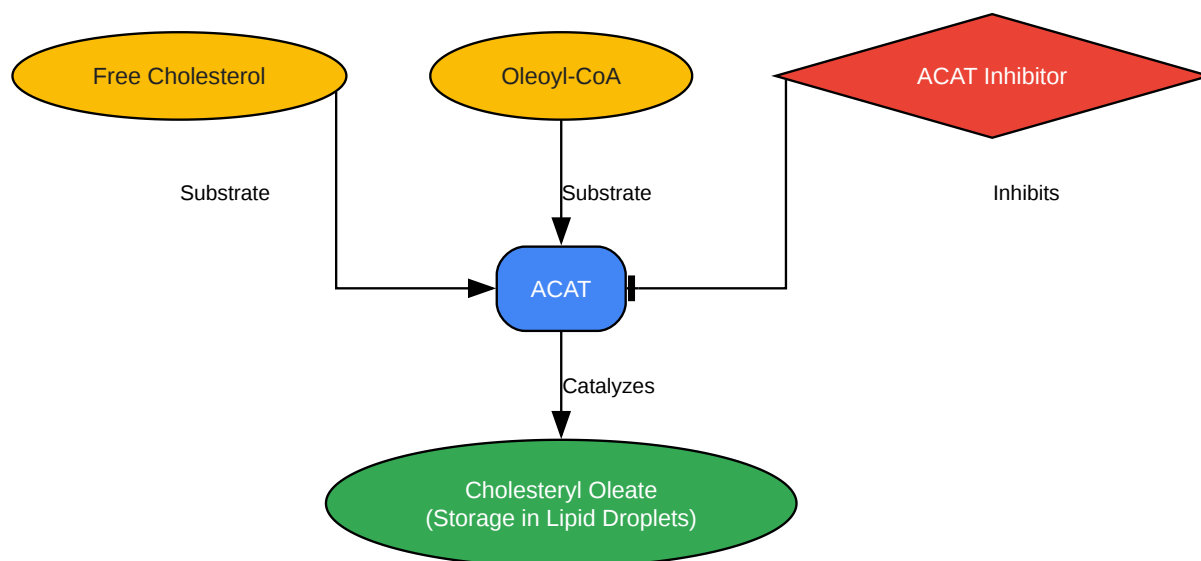 Free Cholesterol
Oleoyl-CoA
ACAT Inhibitor
Substrate
Substrate
Inhibits
ACAT
Catalyzes
Cholesteryl Oleate
(Storage in Lipid Droplets)